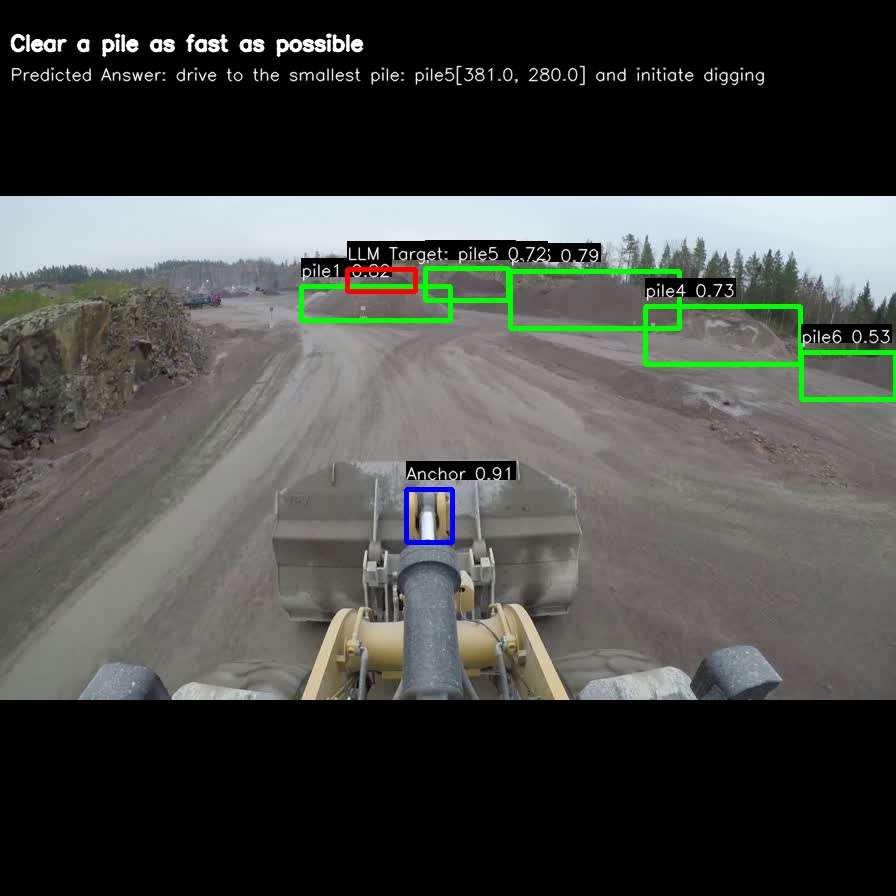 Clear a pile as fast as possible
Predicted Answer: drive to the smallest pile: pile5[381.0, 280.0] and initiate digging
LLM Target: pile5 0.72
0.79
pile1 0.82
pile4 0.73
pile6 0.53
Anchor 0.91